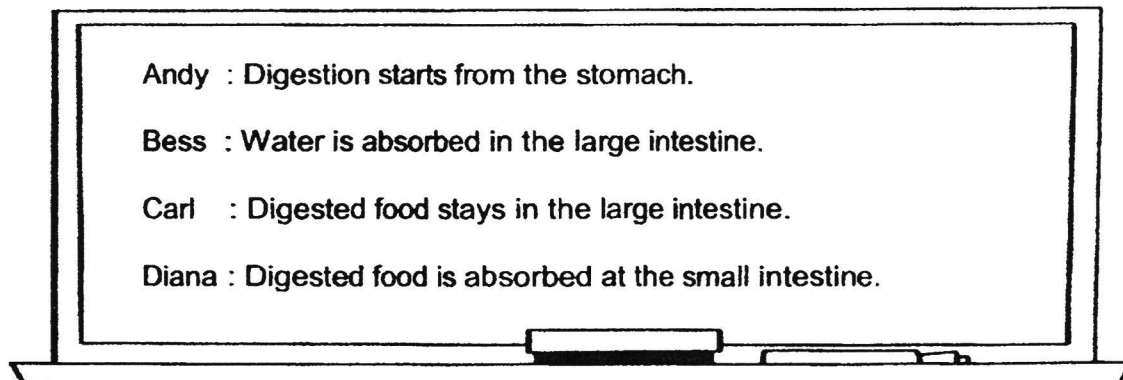 Andy : Digestion starts from the stomach.
Bess : Water is absorbed in the large intestine.
Carl : Digested food stays in the large intestine.
Diana : Digested food is absorbed at the small intestine.